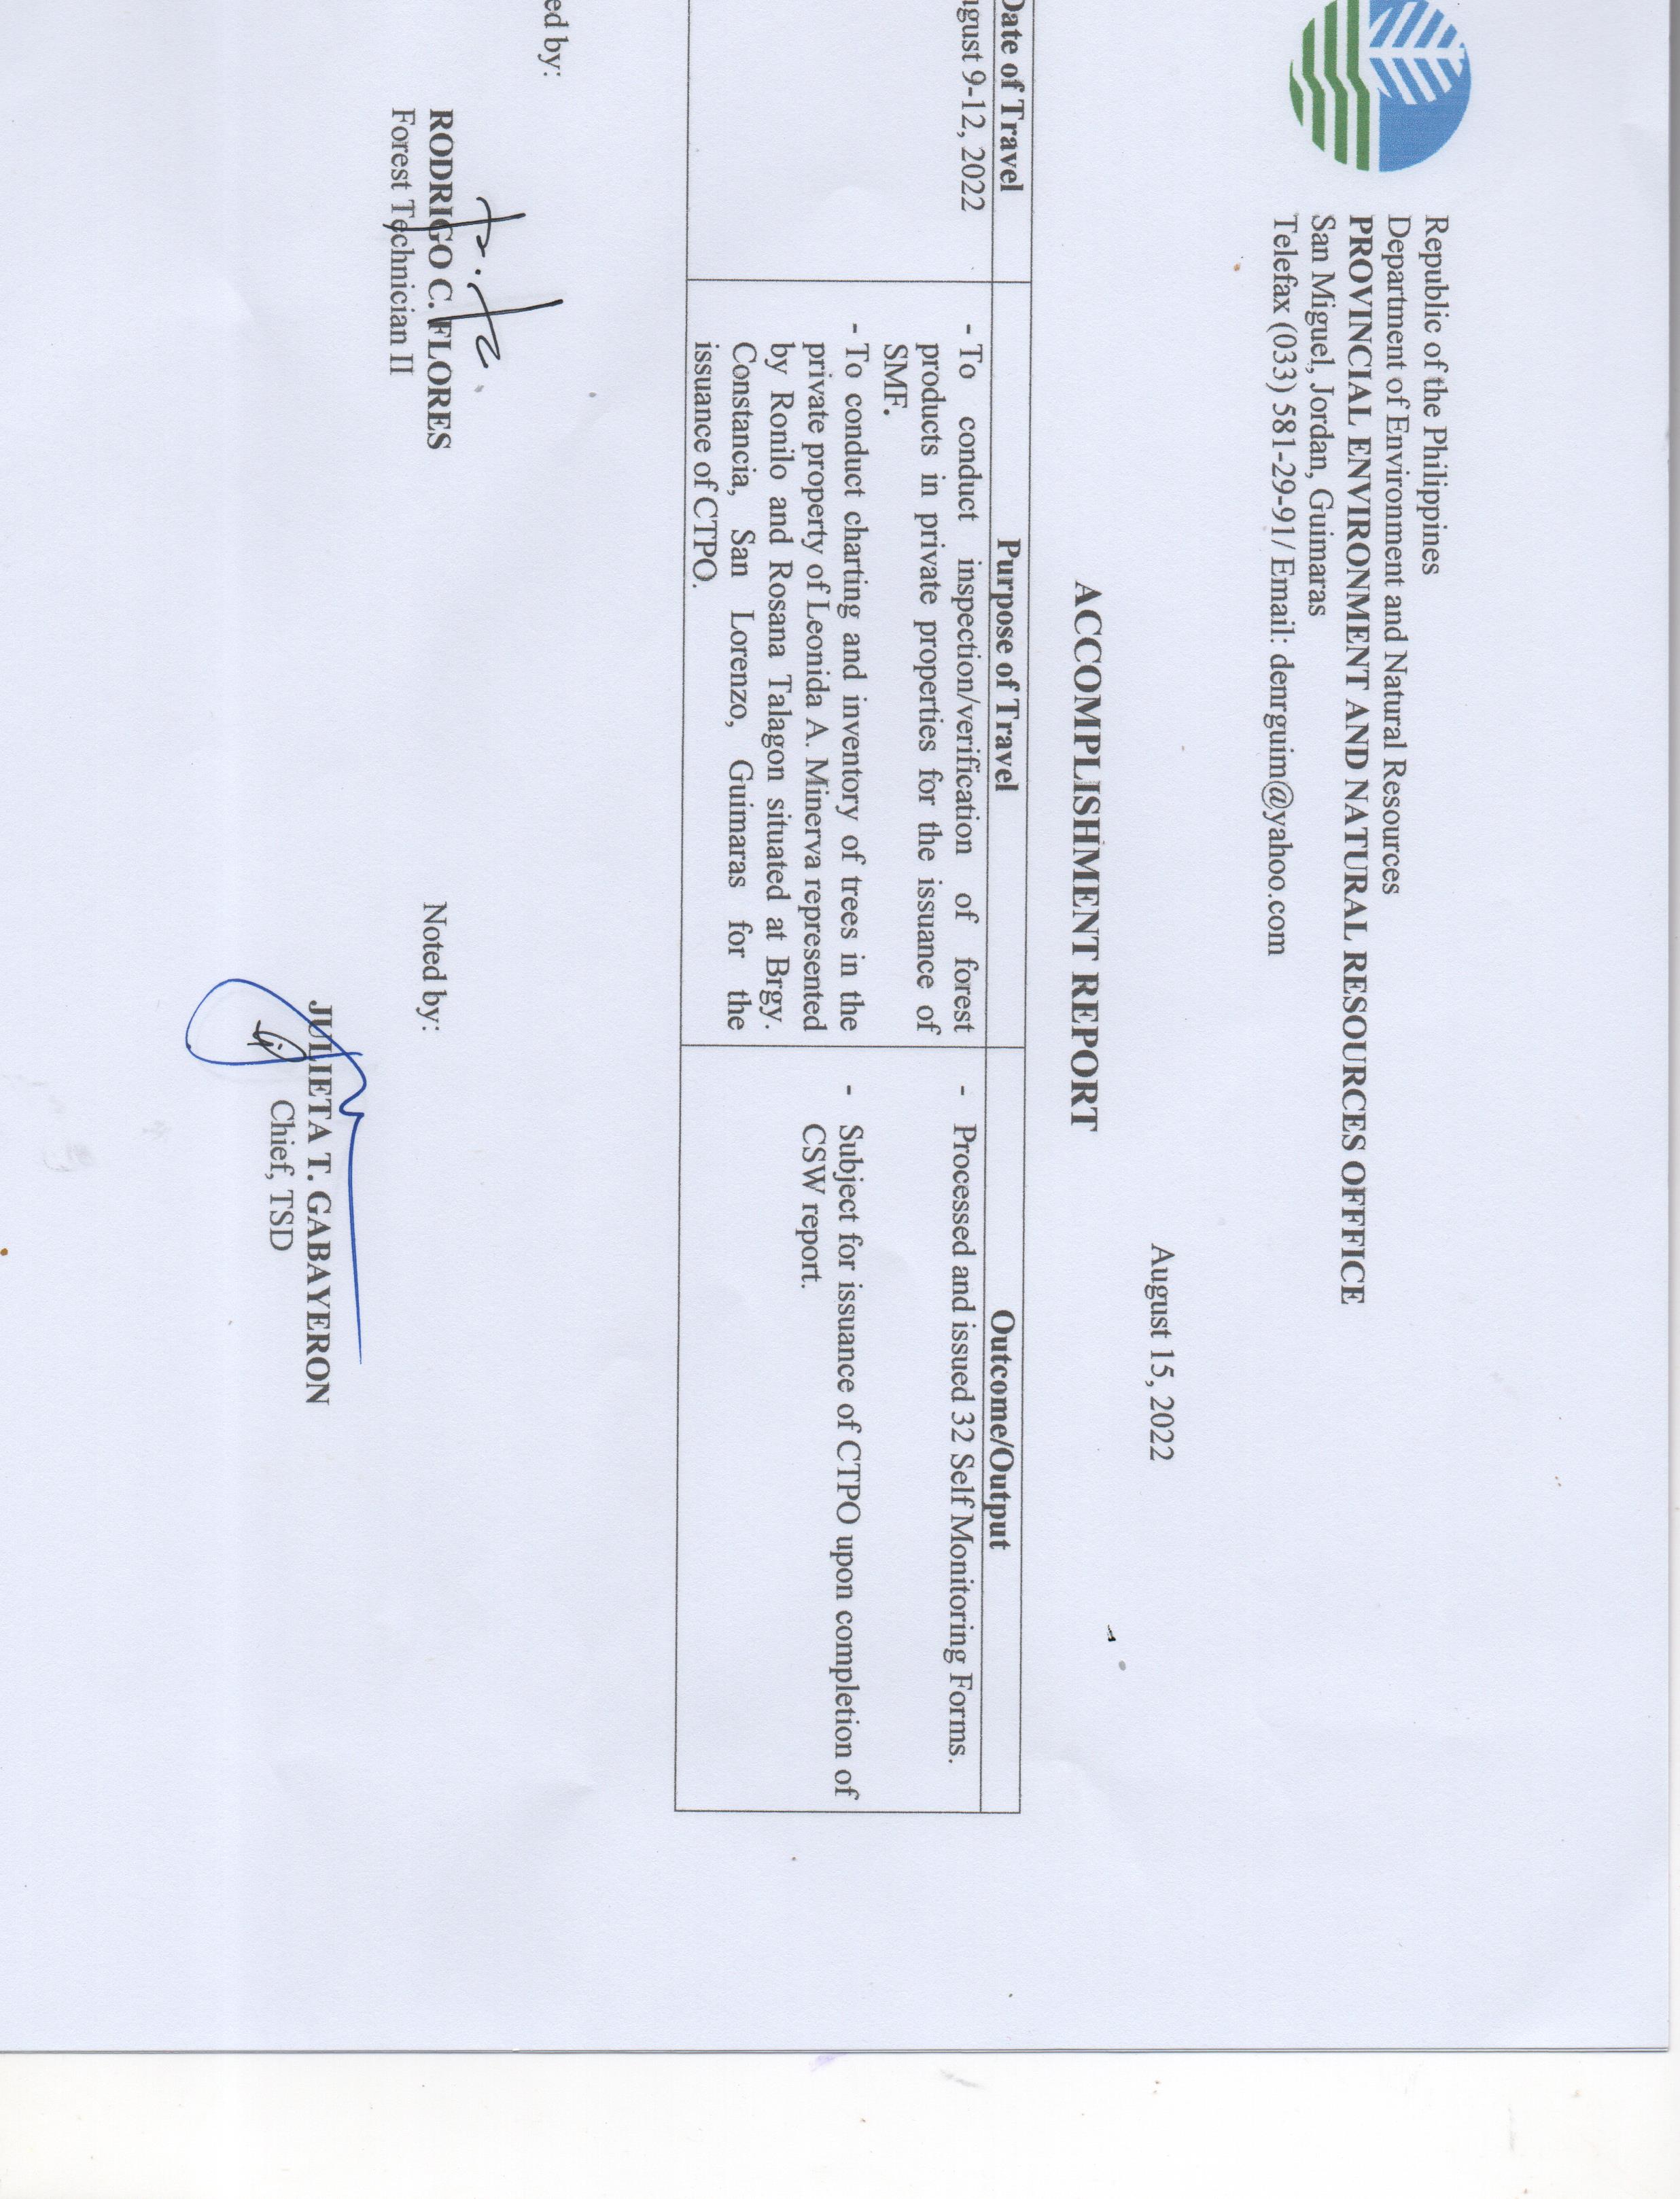 Republic of the Philippines
Department of Environment and Natural Resources
PROVINCIAL ENVIRONMENT AND NATURAL RESOURCES OFFICE
San Miguel, Jordan, Guimaras
Telefax (033) 581-29-91/ Email: denrguim@yahoo.com
August 15, 2022
ACCOMPLISHMENT REPORT
Date of Travel
gust 9-12, 2022
Purpose of Travel
- To conduct inspection/verification of forest
products in private properties for the issuance of
SMF.
- To conduct charting and inventory of trees in the
private property of Leonida A. Minerva represented
by Ronilo and Rosana Talagon situated at Brgy.
Constancia, San Lorenzo, Guimaras for the
issuance of CTPO.
Outcome/Output
- Processed and issued 32 Self Monitoring Forms.
- Subject for issuance of CTPO upon completion of
CSW report.
ed by:
RODRIGO C. FLORES
Forest Technician II
Noted by:
JULIETA T. GABAYERON
Chief, TSD